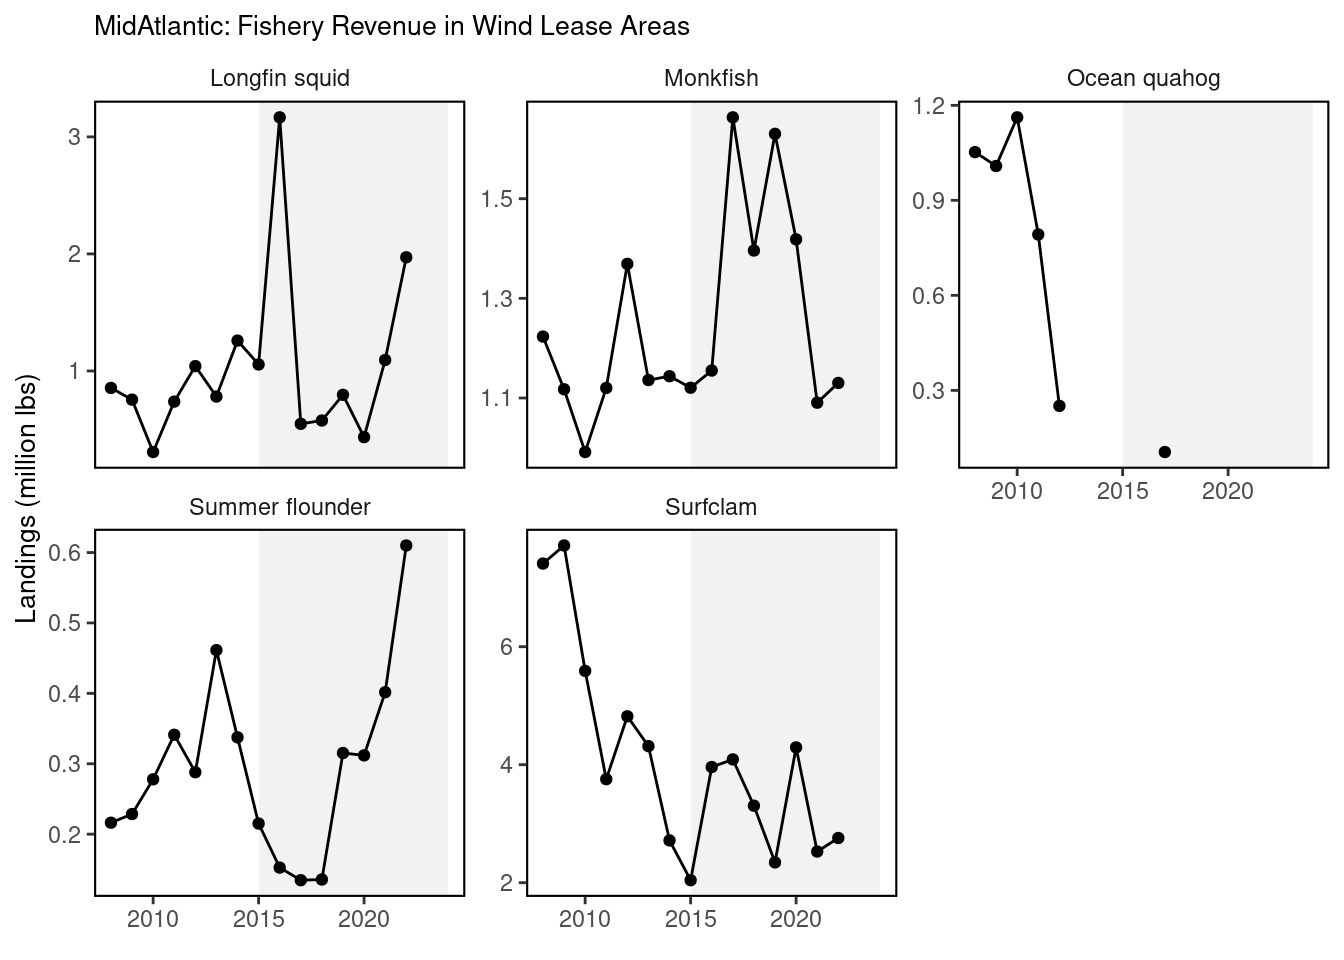 MidAtlantic: Fishery Revenue in Wind Lease Areas
Longfin squid
Monkfish
Ocean quahog
3
2
1
1.5
1.3
1.1
1.2
0.9
0.6
0.3
2010 2015 2020
Landings (million lbs)
Summer flounder
Surfclam
0.6
0.5
0.4
0.3
0.2
6
4
2
2010 2015 2020
2010 2015 2020